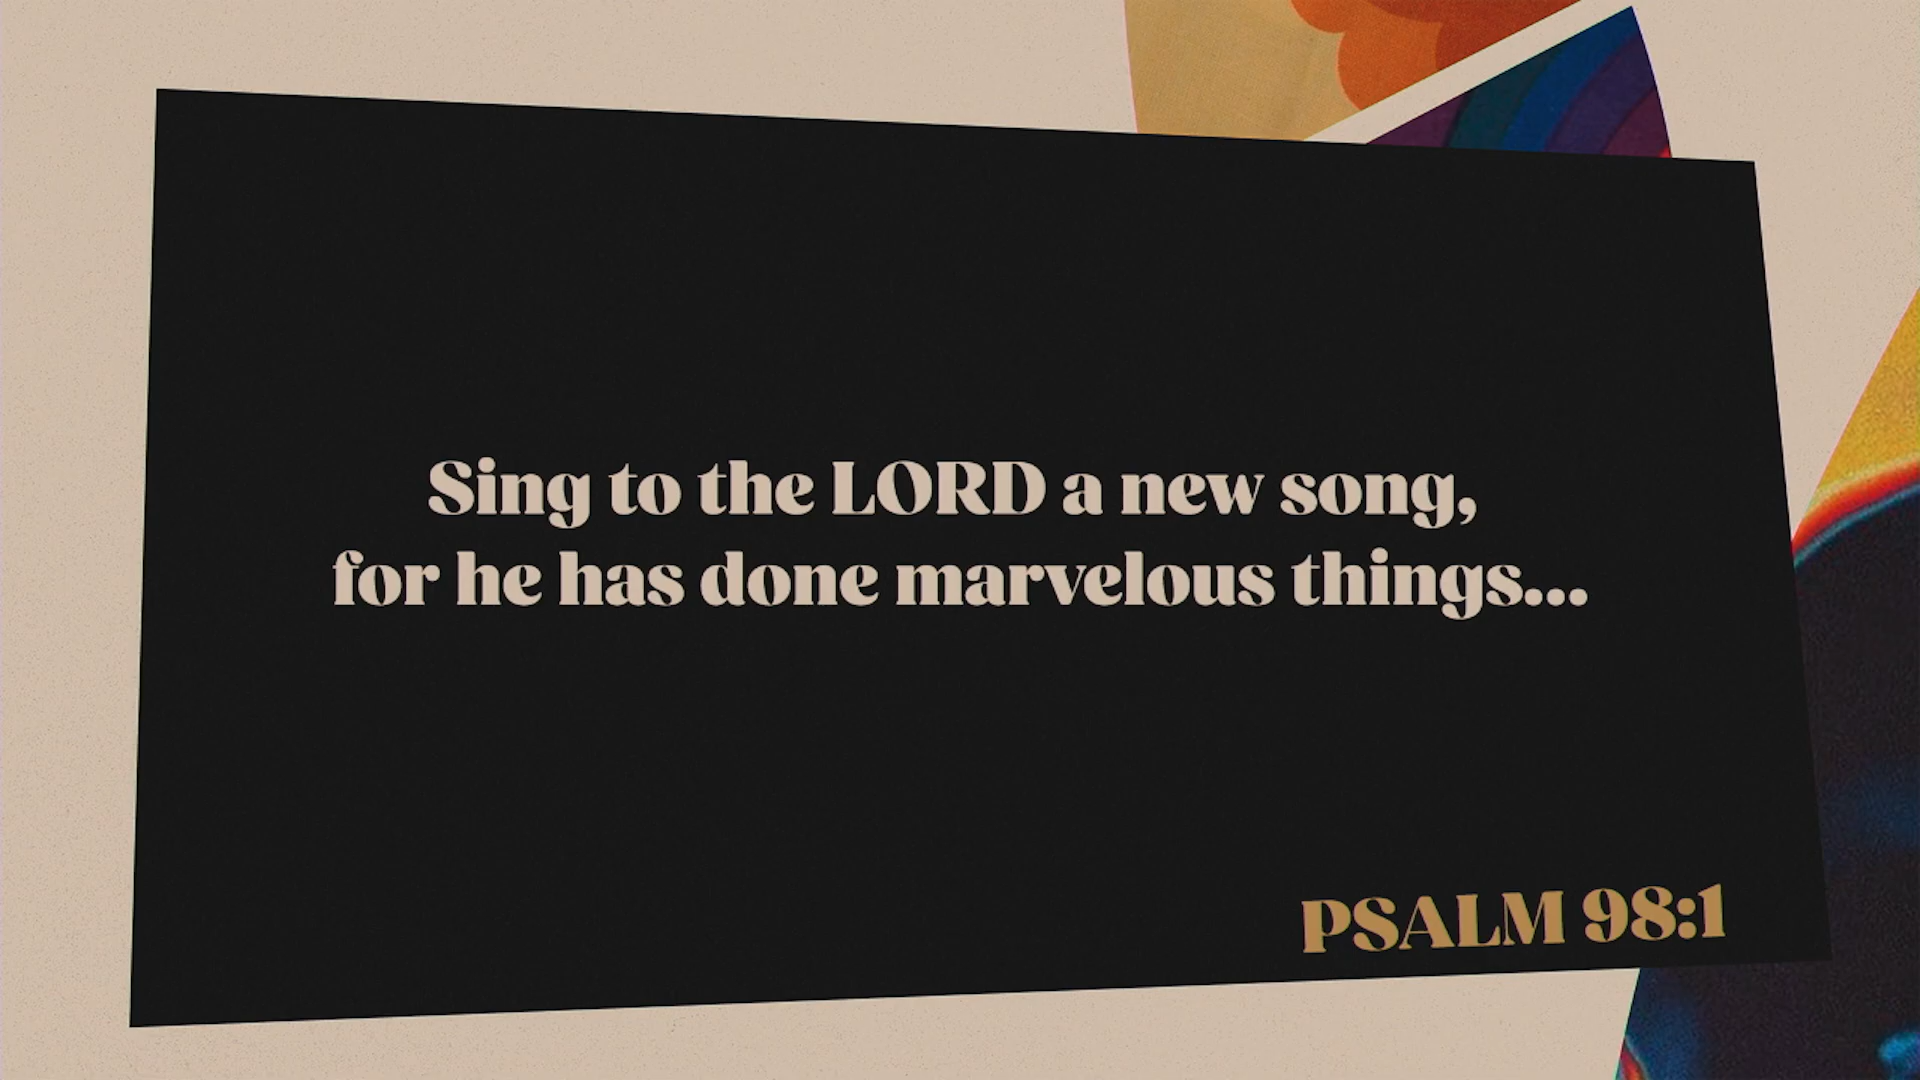 Sing to the LORD a new song,
for he has done marvelous things...
PSALM 98:1